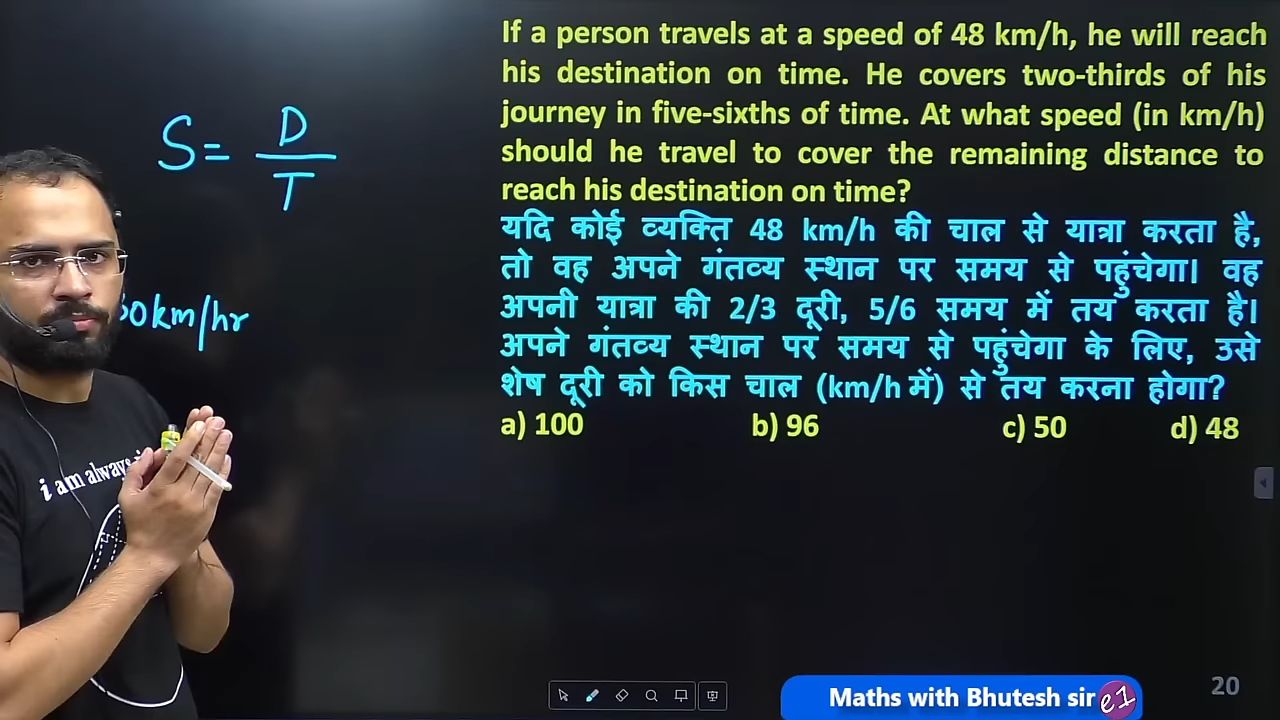 If a person travels at a speed of 48 km/h, he will reach
his destination on time. He covers two-thirds of his
journey in five-sixths of time. At what speed (in km/h)
should he travel to cover the remaining distance to
reach his destination on time?
यदि कोई व्यक्ति 48 km/h की चाल से यात्रा करता है,
तो वह अपने गंतव्य स्थान पर समय से पहुंचेगा। वह
अपनी यात्रा की 2/3 दूरी, 5/6 समय में तय करता है।
अपने गंतव्य स्थान पर समय से पहुंचेगा के लिए, उसे
शेष दूरी को किस चाल (km/h में) से तय करना होगा?
a) 100 b) 96 c) 50 d) 48
S= D
T
0km/hr
i am always
Maths with Bhutesh sir e1
20